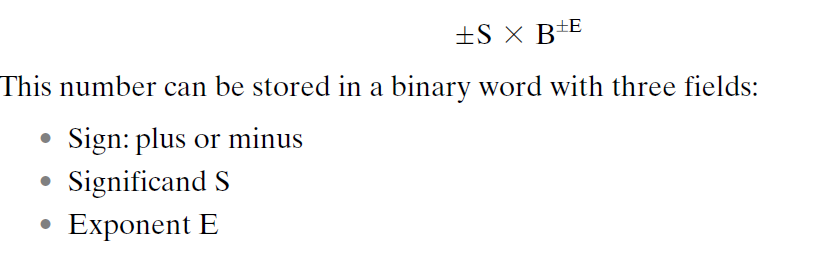 ±S × B^±E
This number can be stored in a binary word with three fields:
• Sign: plus or minus
• Significand S
• Exponent E